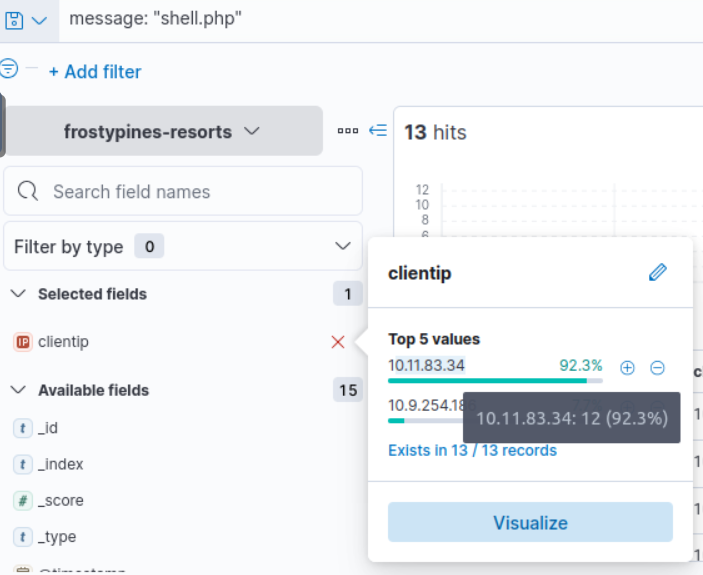 message: "shell.php"
+ Add filter
frostypines-resorts
13 hits
Search field names
12
10
8
6
Filter by type 0
clientip
Selected fields 1
Top 5 values
clientip
10.11.83.34 92.3%
Available fields 15
10.9.254.18
10.11.83.34: 12 (92.3%)
_id
Exists in 13 / 13 records
_index
_score
Visualize
_type
@timestamp